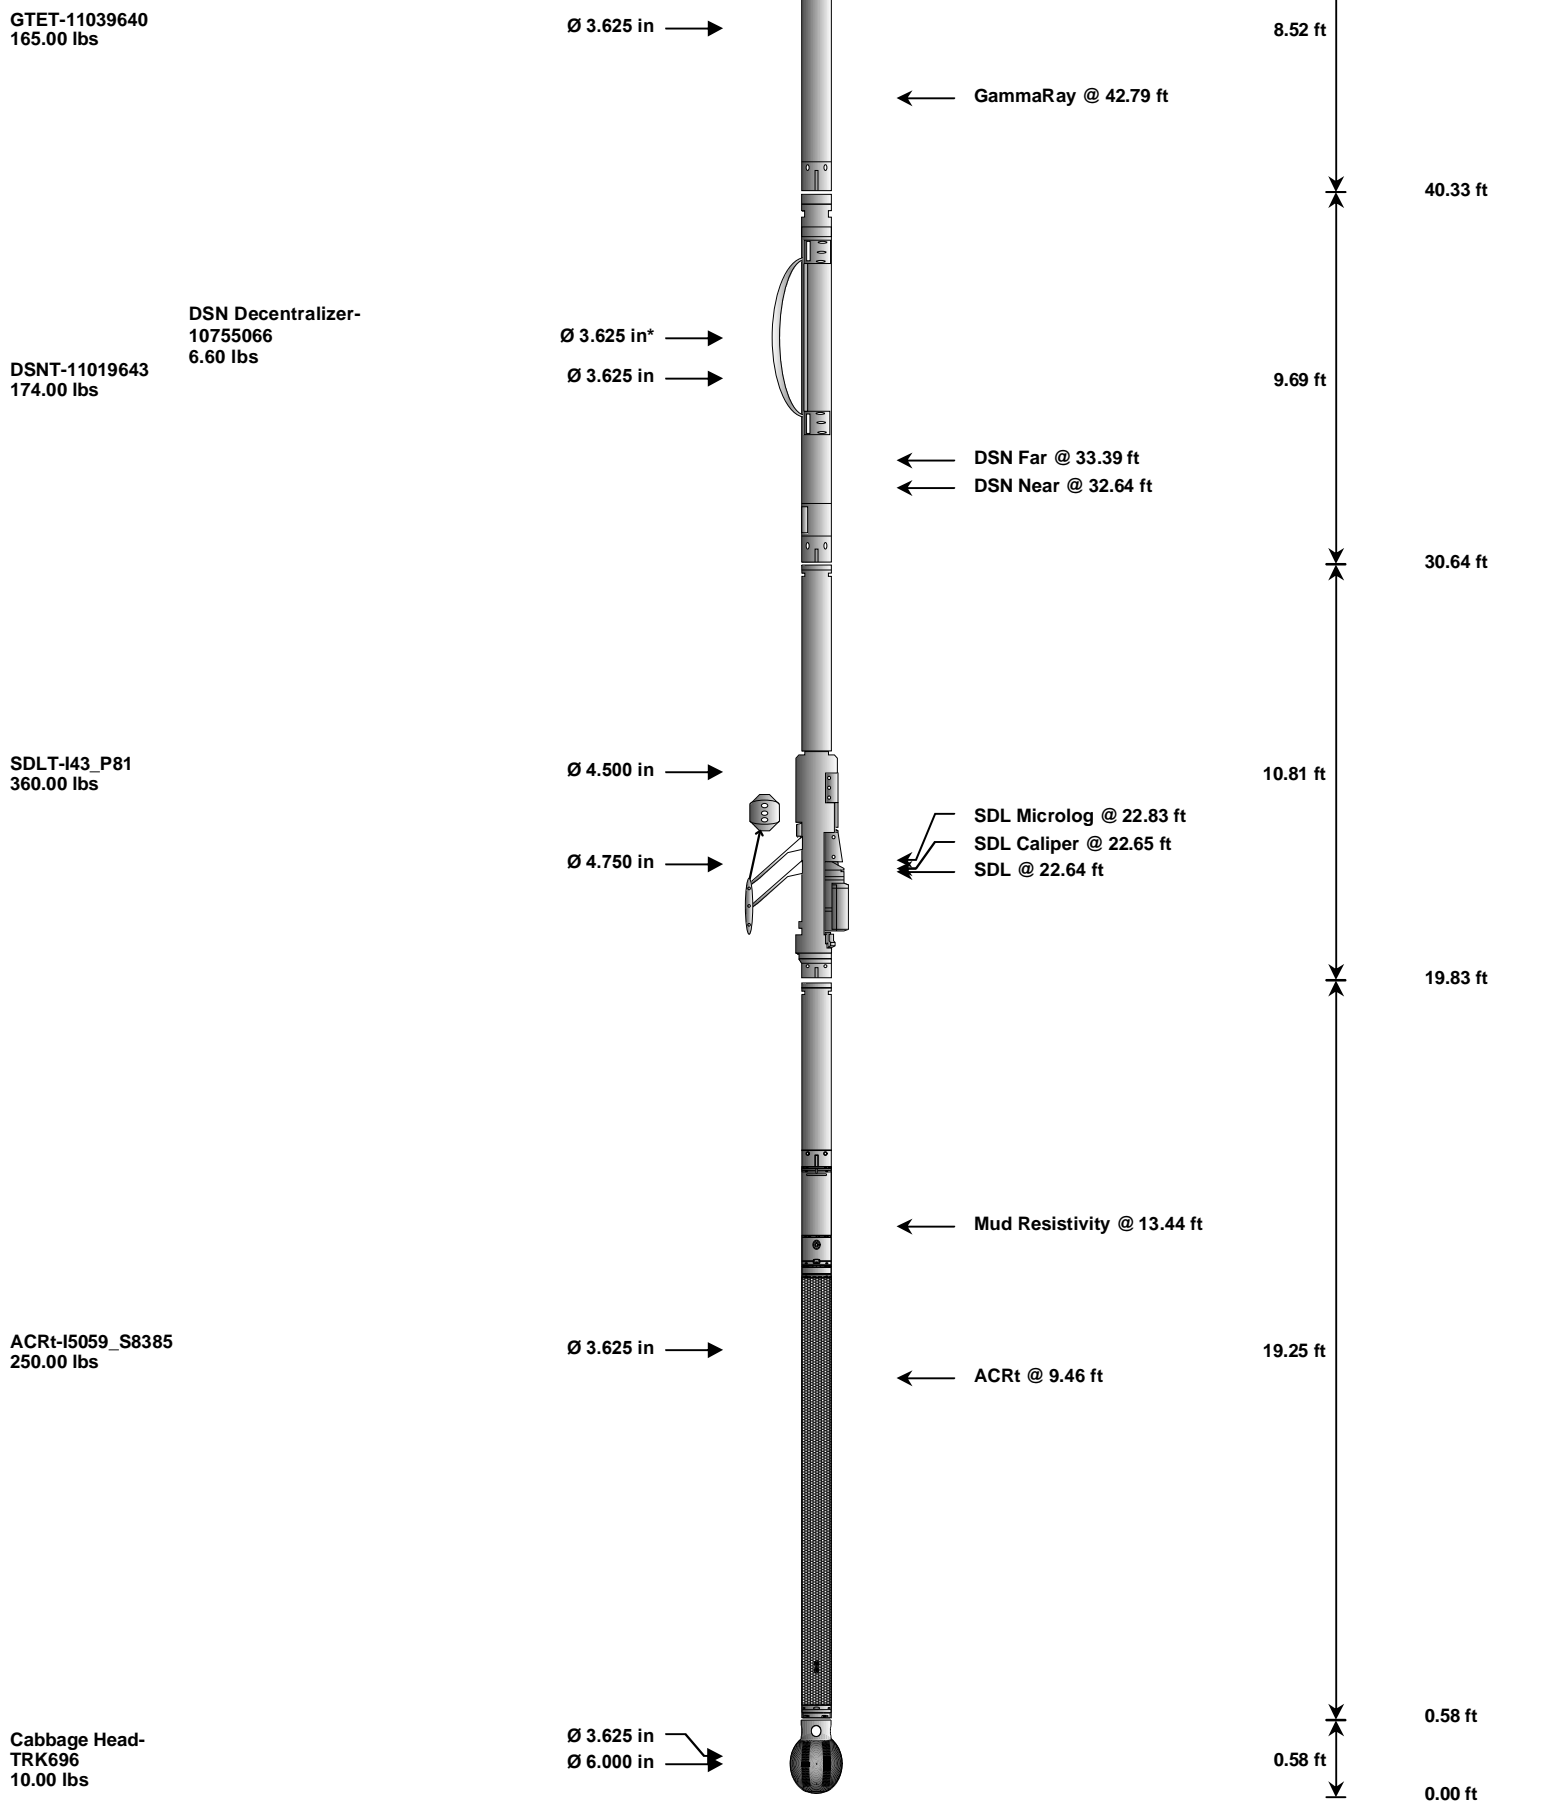 GTET-11039640
165.00 lbs
Ø 3.625 in
8.52 ft
GammaRay @ 42.79 ft
40.33 ft
DSN Decentralizer-
10755066
6.60 lbs
Ø 3.625 in*
DSNT-11019643
174.00 lbs
Ø 3.625 in
9.69 ft
DSN Far @ 33.39 ft
DSN Near @ 32.64 ft
30.64 ft
SDLT-I43_P81
360.00 lbs
Ø 4.500 in
10.81 ft
SDL Microlog @ 22.83 ft
SDL Caliper @ 22.65 ft
Ø 4.750 in
SDL @ 22.64 ft
19.83 ft
Mud Resistivity @ 13.44 ft
ACRt-I5059_S8385
250.00 lbs
Ø 3.625 in
19.25 ft
ACRt @ 9.46 ft
0.58 ft
Cabbage Head-
TRK696
10.00 lbs
Ø 3.625 in
Ø 6.000 in
0.58 ft
0.00 ft